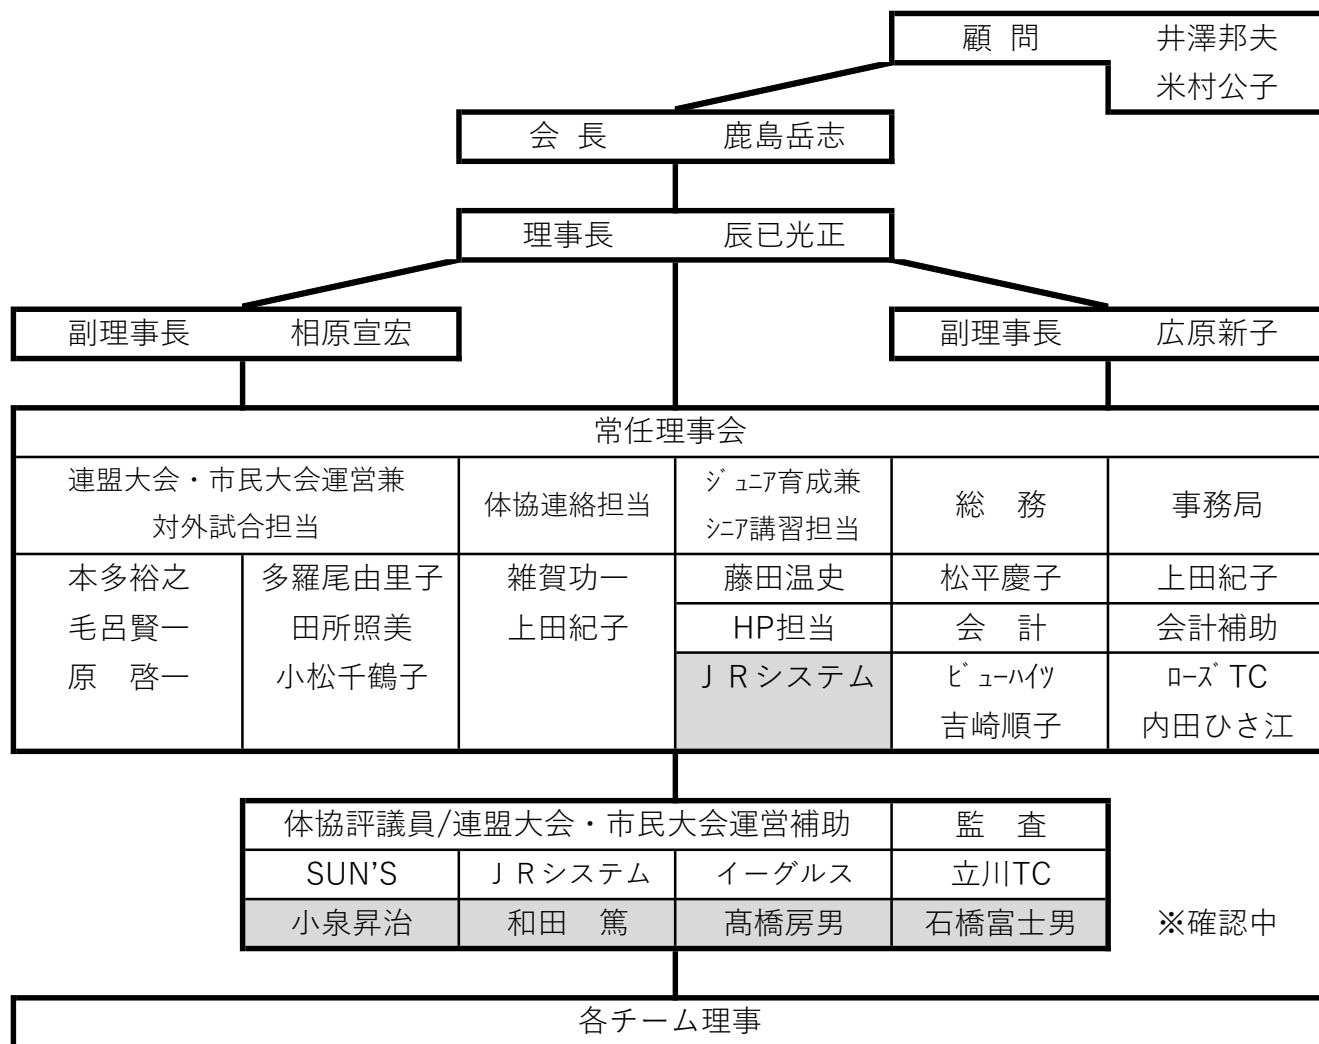 顧 問 井澤邦夫
米村公子
会 長 鹿島岳志
理事長 辰已光正
副理事長 相原宣宏 副理事長 広原新子
常任理事会
連盟大会・市民大会運営兼
対外試合担当
体協連絡担当
ｼﾞｭﾆｱ育成兼
ｼﾆｱ講習担当
総 務
事務局
本多裕之 多羅尾由里子 雑賀功一 藤田温史 松平慶子 上田紀子
毛呂賢一 田所照美 上田紀子 HP担当 会 計 会計補助
原 啓一 小松千鶴子 ＪＲシステム ﾋﾞｭｰﾊｲﾂ ﾛｰｽﾞTC
吉崎順子 内田ひさ江
体協評議員/連盟大会・市民大会運営補助 監 査
SUN’S ＪＲシステム イーグルス 立川TC
小泉昇治 和田 篤 髙橋房男 石橋富士男 ※確認中
各チーム理事